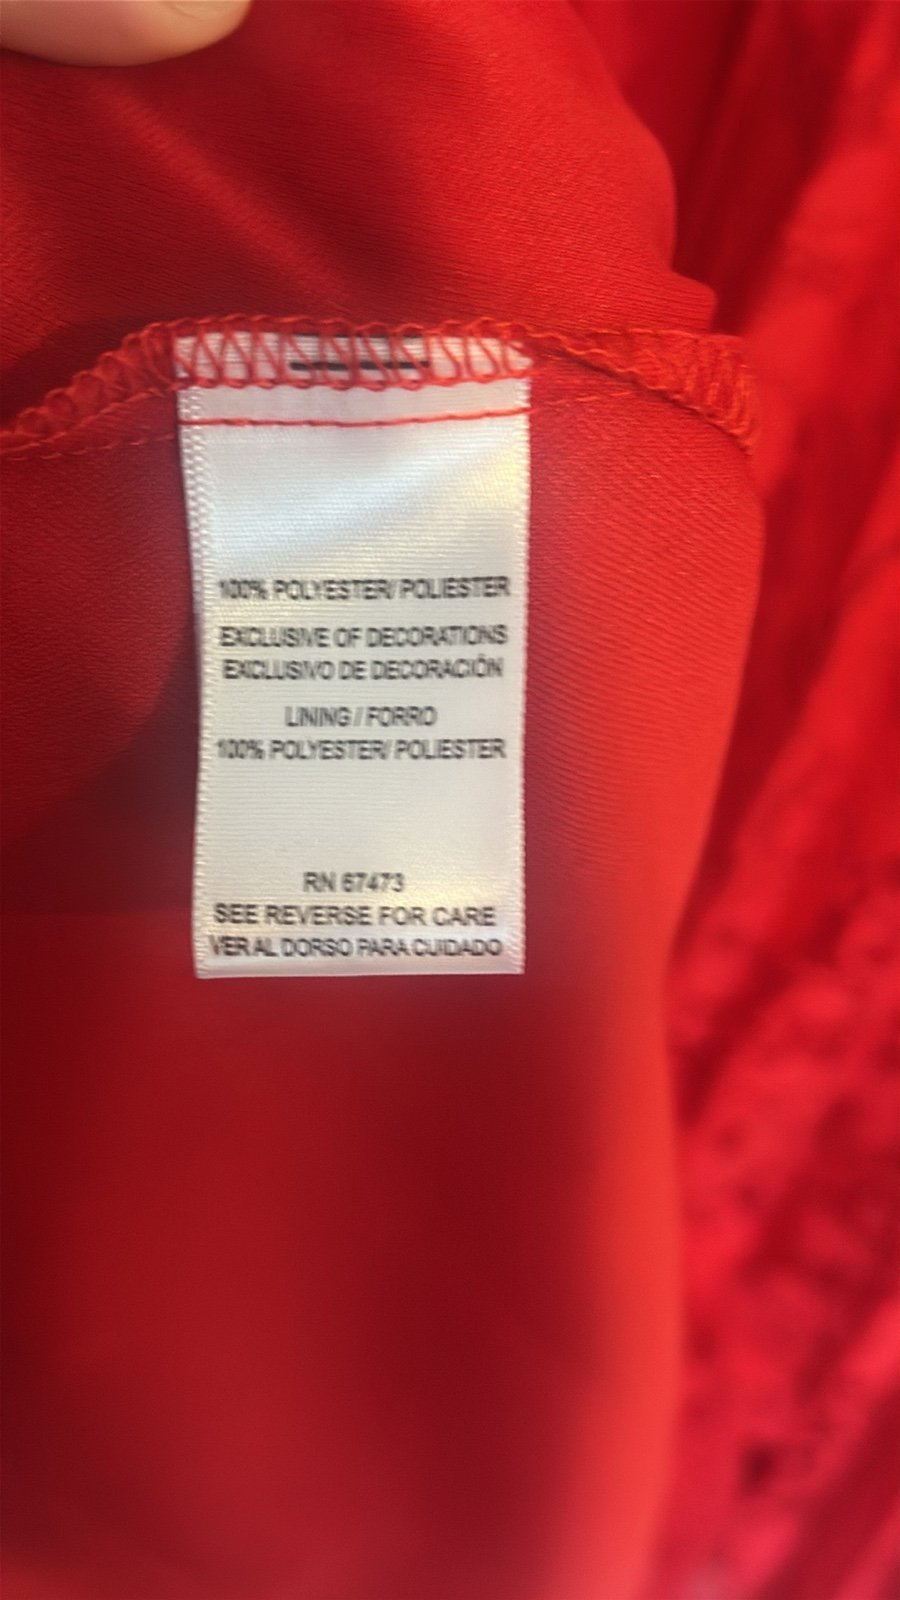 100% POLYESTER/ POLIESTER
EXCLUSIVE OF DECORATIONS
EXCLUSIVO DE DECORACIÓN
LINING / FORRO
100% POLYESTER/ POLIESTER
RN 67473
SEE REVERSE FOR CARE
VER AL DORSO PARA CUIDADO